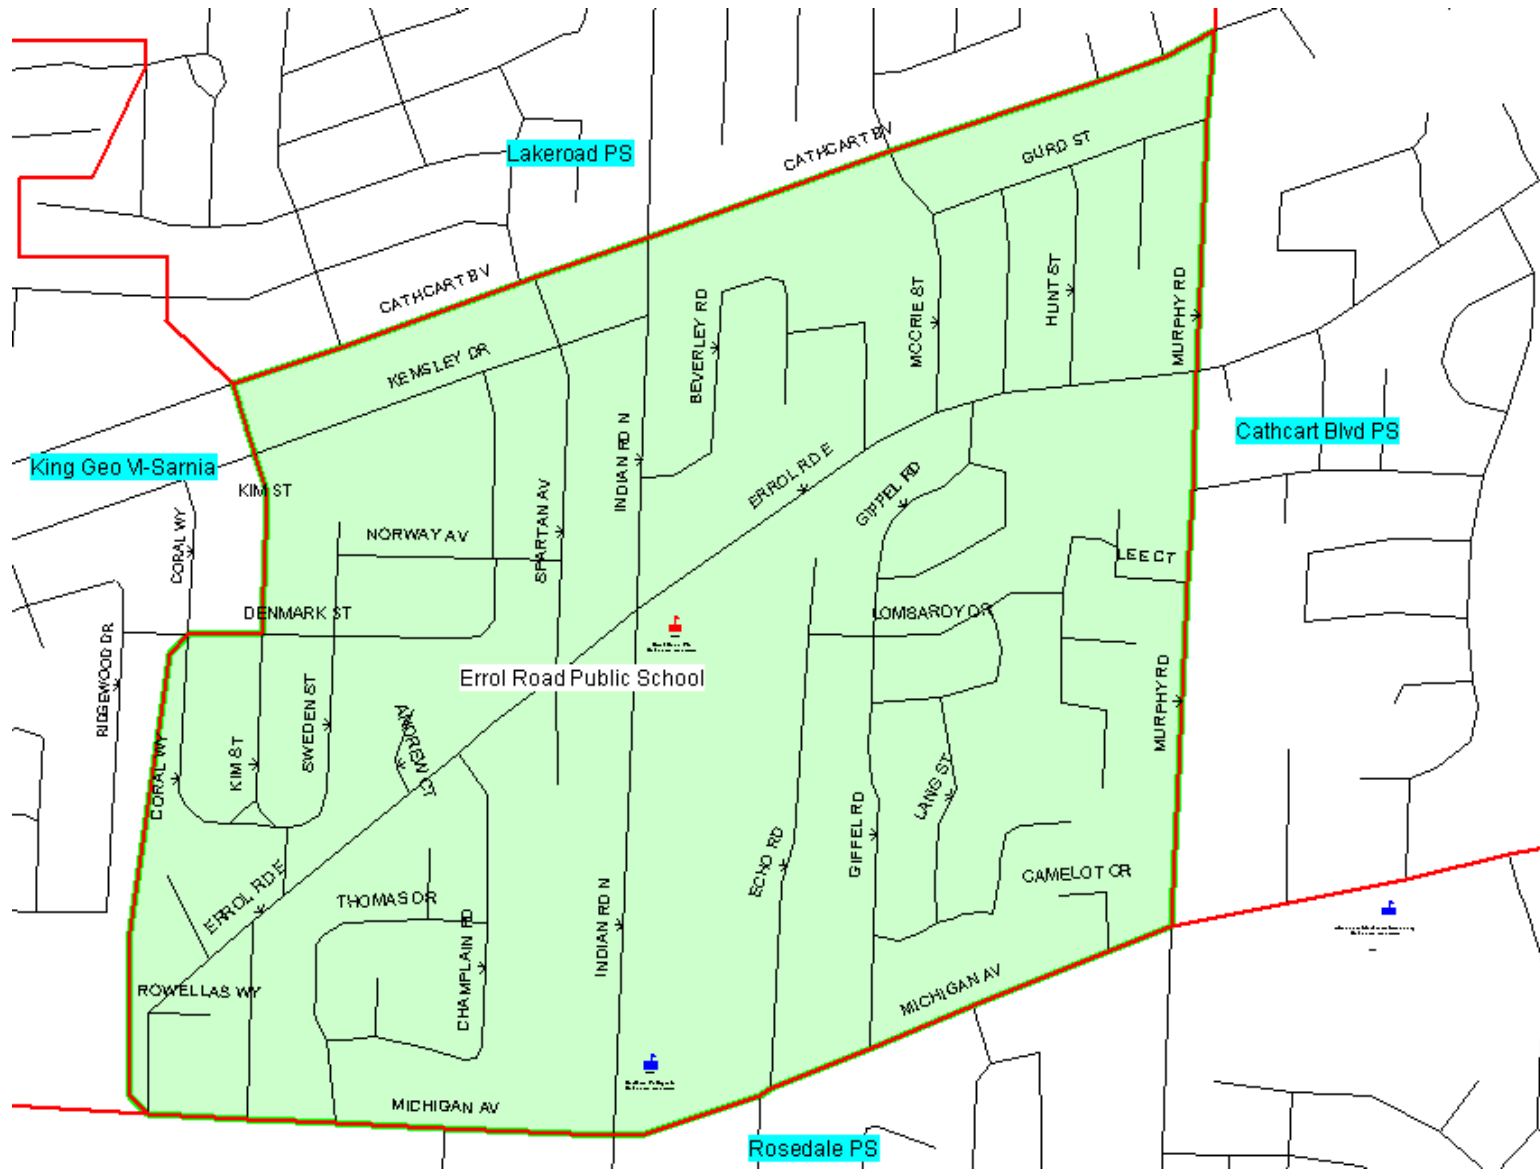 CATHCART BV
GURD ST
Lakeroad PS
CATHCART BV
HUNT ST
MCCRIE ST
MURPHY RD
BEVERLEY RD
KEMSLEY DR
Cathcart Blvd PS
King Geo VI-Sarnia
INDIAN RD N
ERROL RD E
GIFFEL RD
KIM ST
SPARTAN AV
NORWAY AV
CORAL WY
LEE CT
DENMARK ST
LOMBARDY DR
RIDGEWOOD DR
Errol Road Public School
SWEDEN ST
MURPHY RD
ANDREW CT
KIM ST
CORAL WY
LANG ST
GIFFEL RD
ECHO RD
CAMELOT CR
ERROL RD E
THOMAS DR
INDIAN RD N
CHAMPLAIN RD
ROWELLAS WY
MICHIGAN AV
MICHIGAN AV
Rosedale PS